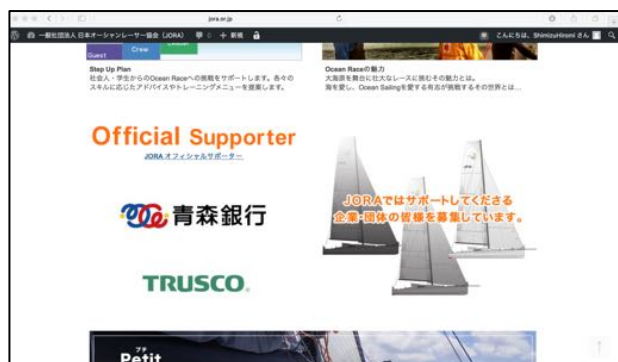 jora.or.jp
一般社団法人 日本オーシャンレーサー協会（JORA）
0
新規
こんにちは、ShimizuHiromi さん
Guest
Crew
Step Up Plan
社会人・学生からのOcean Raceへの挑戦をサポートします。各々の
スキルに応じたアドバイスやトレーニングメニューを提案します。
Ocean Raceの魅力
大海原を舞台に壮大なレースに挑むその魅力とは。
海を愛し、Ocean Sailingを愛する有志が挑戦するその世界とは...
Official Supporter
JORA オフィシャルサポーター
青森銀行
TRUSCO.
JORAではサポートしてくださる
企業・団体の皆様を募集しています。
プチ
Petit